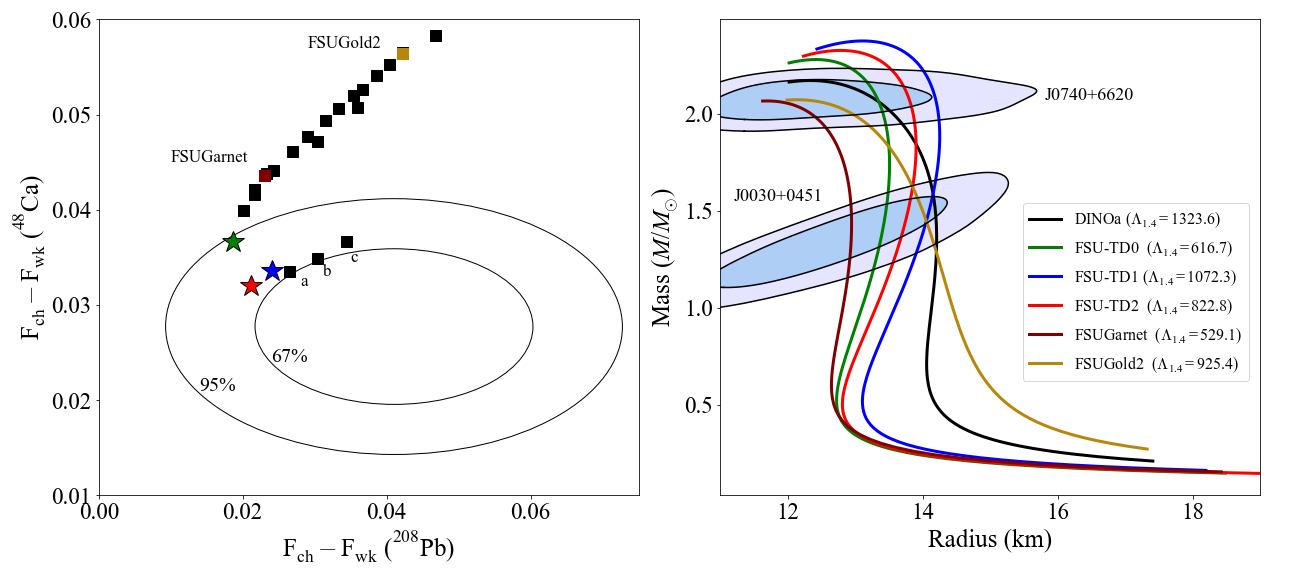 0.06
0.05
0.04
0.03
0.02
0.01
0.00
0.02
0.04
0.06
F_ch − F_wk (^48Ca)
F_ch − F_wk (^208Pb)
FSUGold2
FSUGarnet
a
b
c
67%
95%
2.0
1.5
1.0
0.5
12
14
16
18
Mass (M/M_⊙)
Radius (km)
J0740+6620
J0030+0451
DINOa (Λ_1.4=1323.6)
FSU-TD0 (Λ_1.4=616.7)
FSU-TD1 (Λ_1.4=1072.3)
FSU-TD2 (Λ_1.4=822.8)
FSUGarnet (Λ_1.4=529.1)
FSUGold2 (Λ_1.4=925.4)